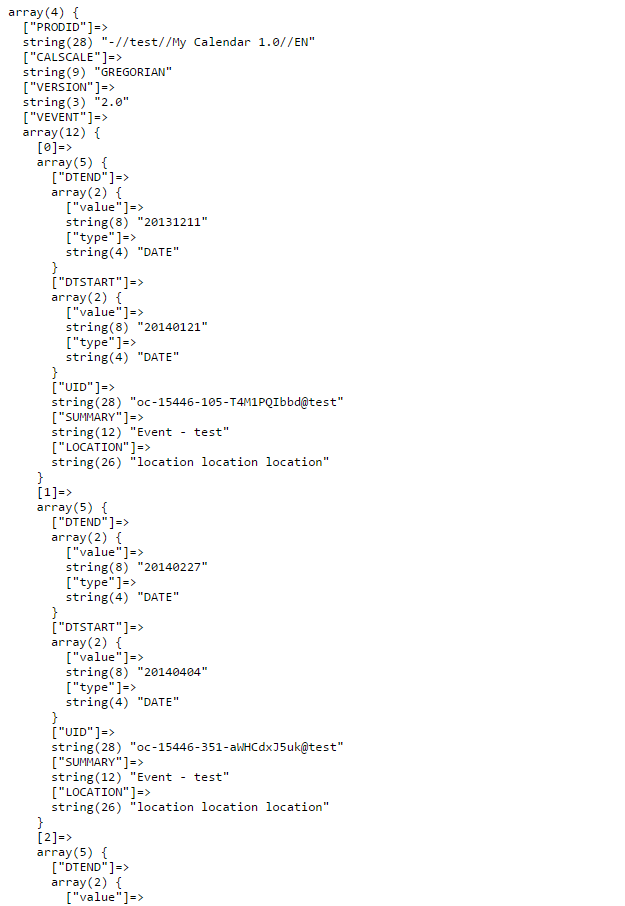 array(4) {
  ["PRODID"]=>
  string(28) "-//test//My Calendar 1.0//EN"
  ["CALSCALE"]=>
  string(9) "GREGORIAN"
  ["VERSION"]=>
  string(3) "2.0"
  ["VEVENT"]=>
  array(12) {
    [0]=>
    array(5) {
      ["DTEND"]=>
      array(2) {
        ["value"]=>
        string(8) "20131211"
        ["type"]=>
        string(4) "DATE"
      }
      ["DTSTART"]=>
      array(2) {
        ["value"]=>
        string(8) "20140121"
        ["type"]=>
        string(4) "DATE"
      }
      ["UID"]=>
      string(28) "oc-15446-105-T4M1PQIbbd@test"
      ["SUMMARY"]=>
      string(12) "Event - test"
      ["LOCATION"]=>
      string(26) "location location location"
    }
    [1]=>
    array(5) {
      ["DTEND"]=>
      array(2) {
        ["value"]=>
        string(8) "20140227"
        ["type"]=>
        string(4) "DATE"
      }
      ["DTSTART"]=>
      array(2) {
        ["value"]=>
        string(8) "20140404"
        ["type"]=>
        string(4) "DATE"
      }
      ["UID"]=>
      string(28) "oc-15446-351-aWHCdxJ5uk@test"
      ["SUMMARY"]=>
      string(12) "Event - test"
      ["LOCATION"]=>
      string(26) "location location location"
    }
    [2]=>
    array(5) {
      ["DTEND"]=>
      array(2) {
        ["value"]=>